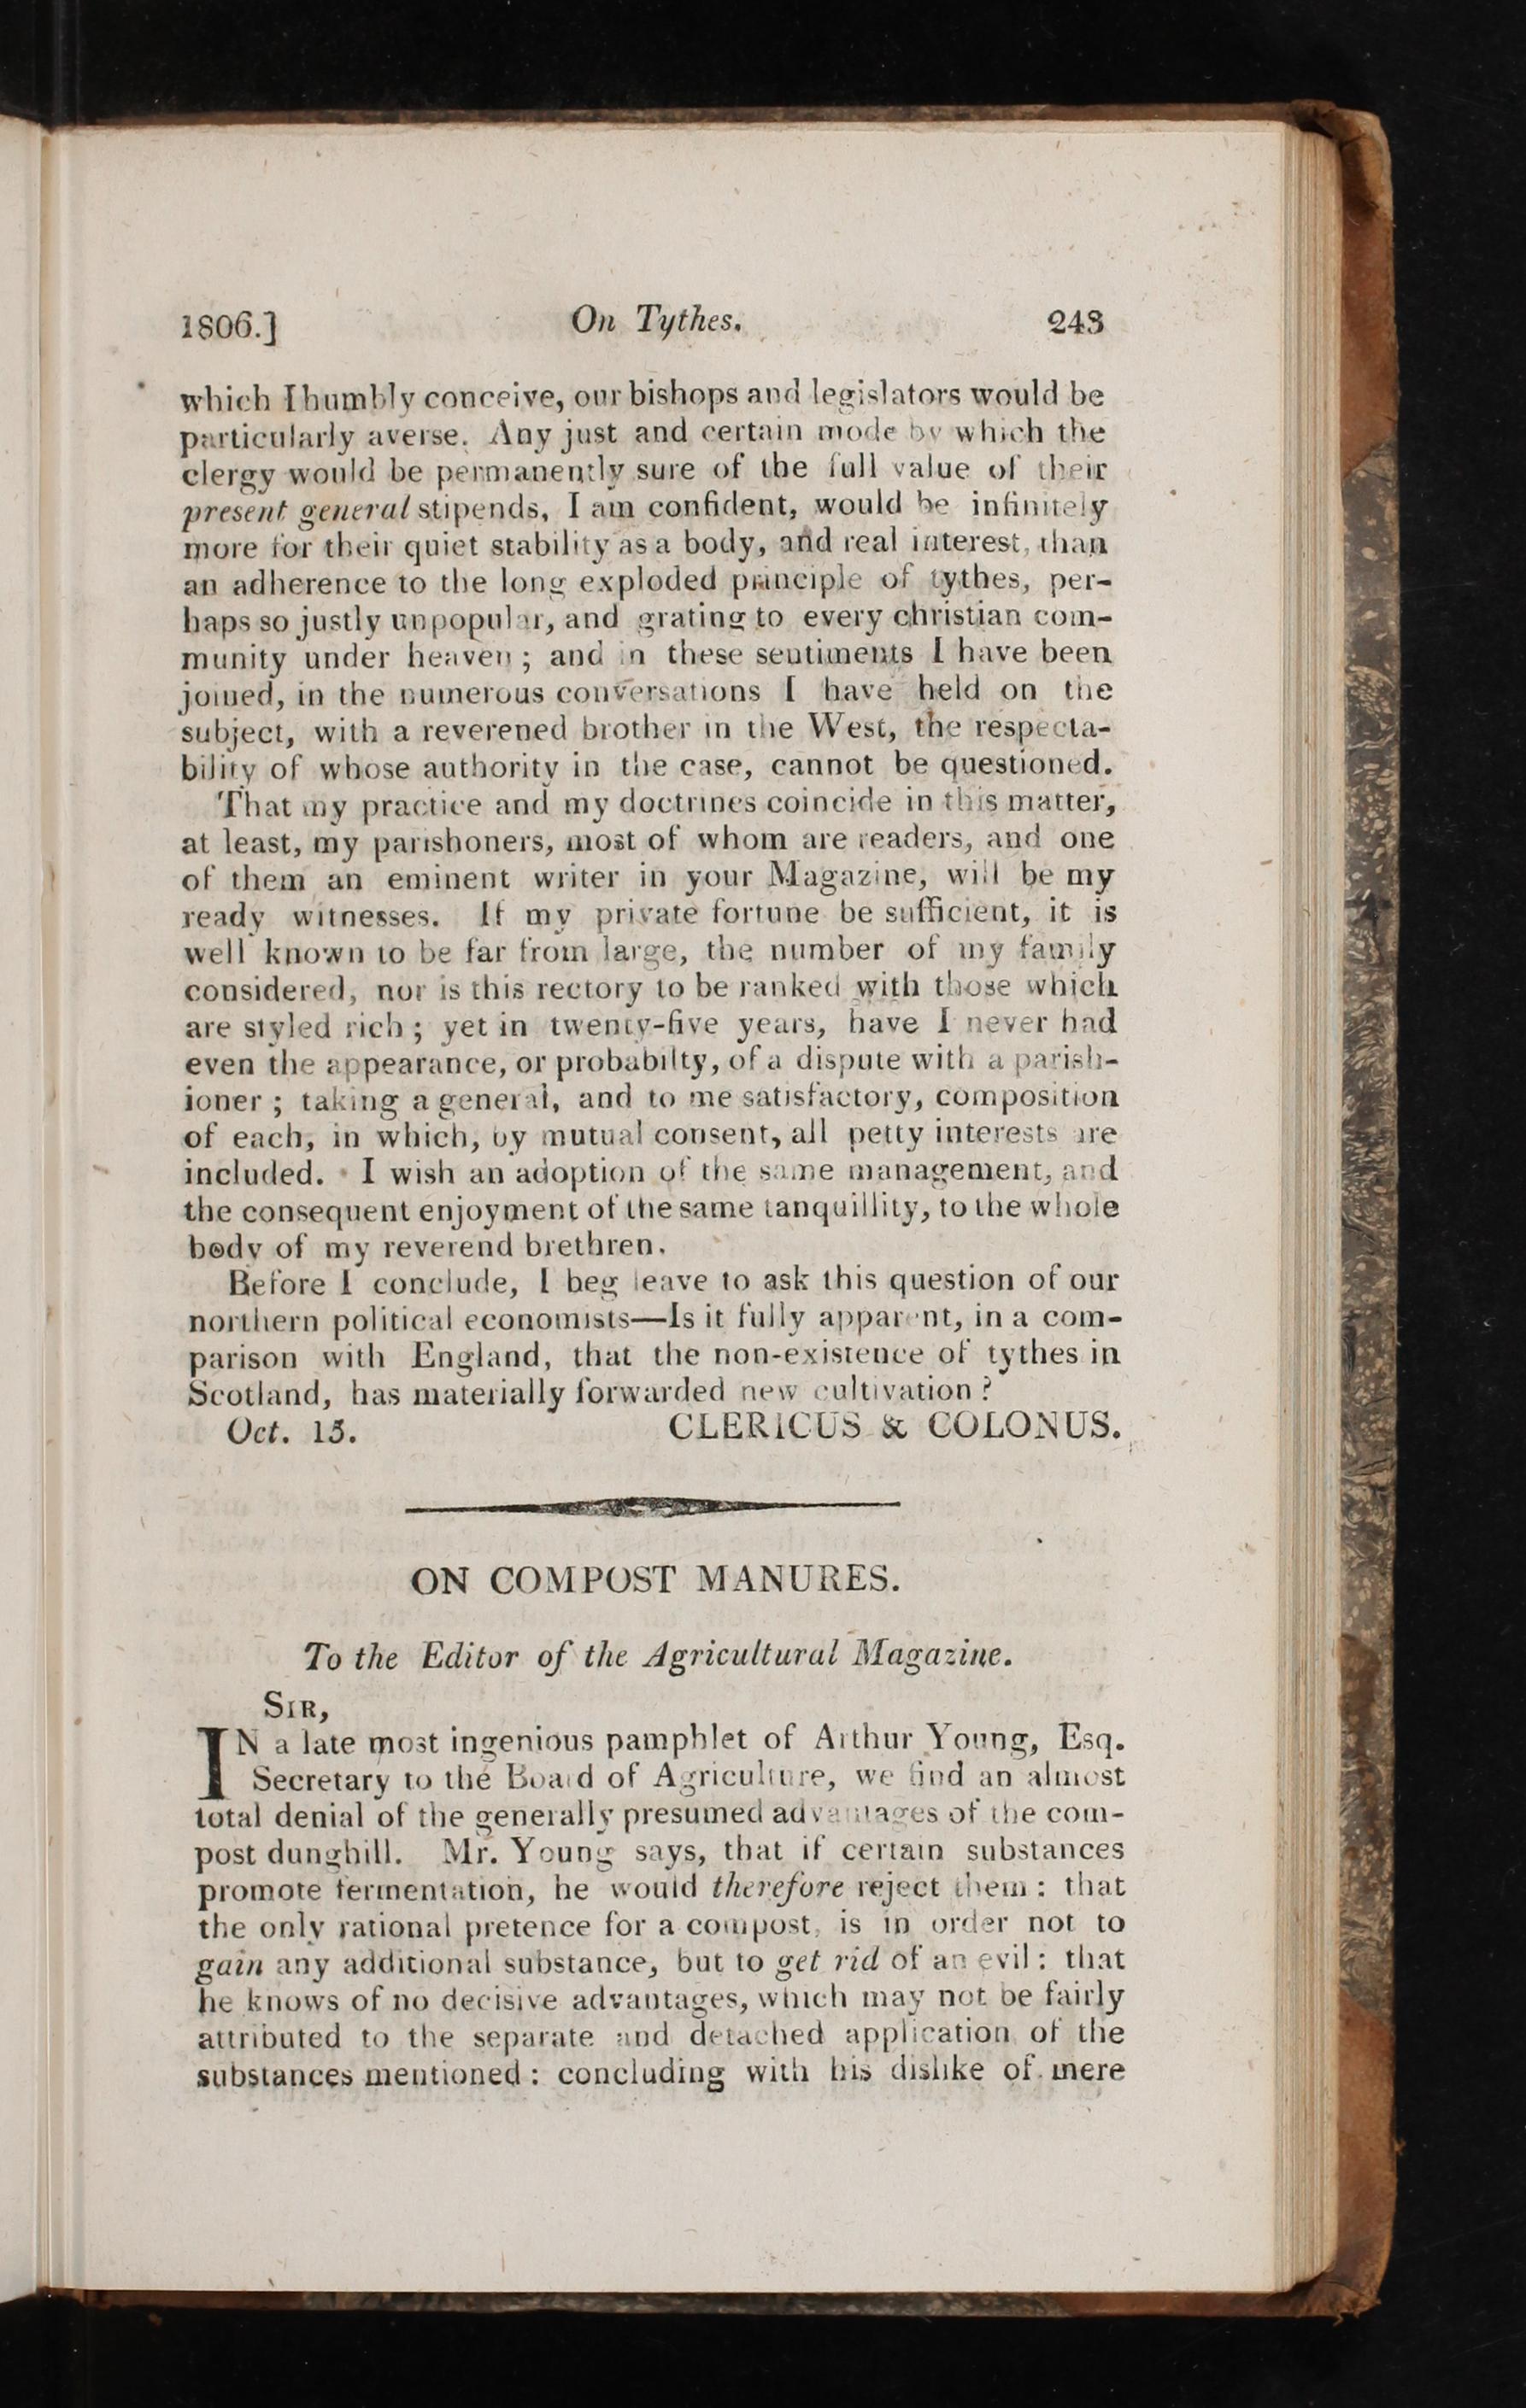 1806.] On Tythes. 243
which I humbly conceive, our bishops and legislators would be
particularly averse. Any just and certain mode by which the
clergy would be permanently sure of the full value of their
present general stipends, I am confident, would be infinitely
more for their quiet stability as a body, and real interest, than
an adherence to the long exploded principle of tythes, per-
haps so justly unpopular, and grating to every christian com-
munity under heaven; and in these sentiments I have been
joined, in the numerous conversations I have held on the
subject, with a reverened brother in the West, the respecta-
bility of whose authority in the case, cannot be questioned.
That my practice and my doctrines coincide in this matter,
at least, my parishoners, most of whom are readers, and one
of them an eminent writer in your Magazine, will be my
ready witnesses. If my private fortune be sufficient, it is
well known to be far from large, the number of my family
considered, nor is this rectory to be ranked with those which
are styled rich; yet in twenty-five years, have I never had
even the appearance, or probabilty, of a dispute with a parish-
ioner; taking a general, and to me satisfactory, composition
of each, in which, by mutual consent, all petty interests are
included. I wish an adoption of the same management, and
the consequent enjoyment of the same tanquillity, to the whole
body of my reverend brethren.
Before I conclude, I beg leave to ask this question of our
northern political economists—Is it fully apparent, in a com-
parison with England, that the non-existence of tythes in
Scotland, has materially forwarded new cultivation?
Oct. 13. CLERICUS & COLONUS.
ON COMPOST MANURES.
To the Editor of the Agricultural Magazine.
SIR,
IN a late most ingenious pamphlet of Arthur Young, Esq.
Secretary to the Board of Agriculture, we find an almost
total denial of the generally presumed advantages of the com-
post dunghill. Mr. Young says, that if certain substances
promote fermentation, he would therefore reject them: that
the only rational pretence for a compost, is in order not to
gain any additional substance, but to get rid of an evil: that
he knows of no decisive advantages, which may not be fairly
attributed to the separate and detached application of the
substances mentioned: concluding with his dislike of mere